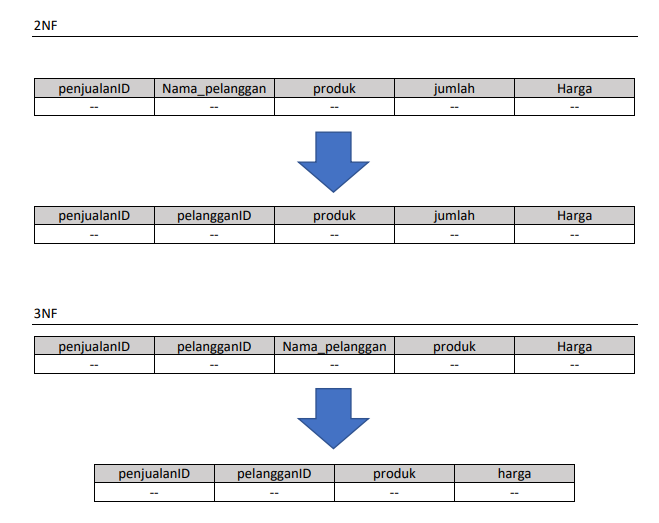 2NF
penjualanID Nama_pelanggan produk jumlah Harga
-- -- -- -- --
penjualanID pelangganID produk jumlah Harga
-- -- -- -- --
3NF
penjualanID pelangganID Nama_pelanggan produk Harga
-- -- -- -- --
penjualanID pelangganID produk harga
-- -- -- --